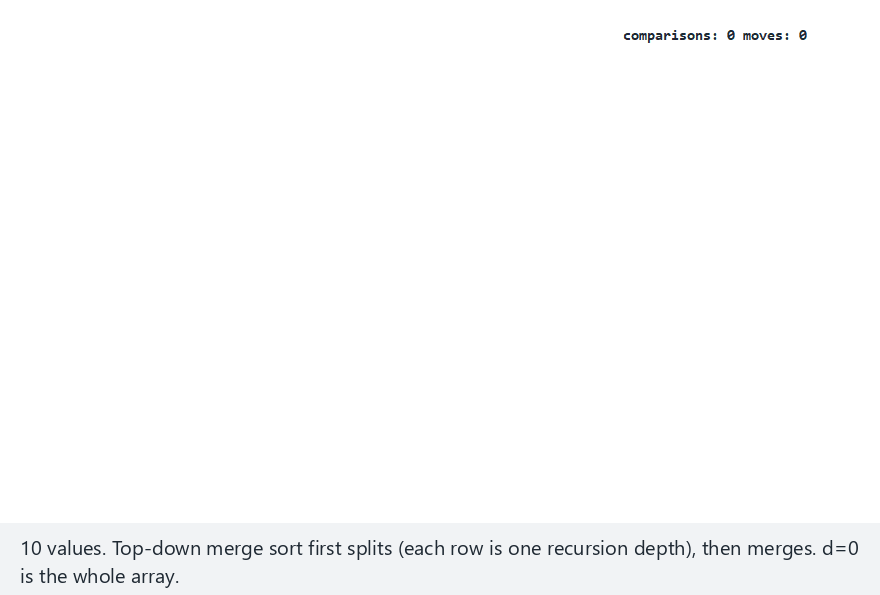 comparisons: 0 moves: 0
10 values. Top-down merge sort first splits (each row is one recursion depth), then merges. d=0
is the whole array.